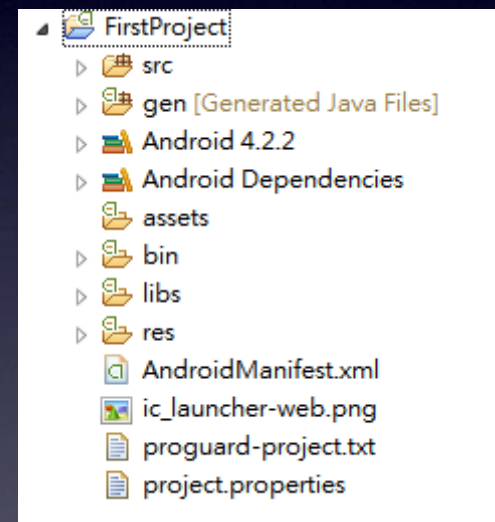 FirstProject
src
gen [Generated Java Files]
Android 4.2.2
Android Dependencies
assets
bin
libs
res
AndroidManifest.xml
ic_launcher-web.png
proguard-project.txt
project.properties